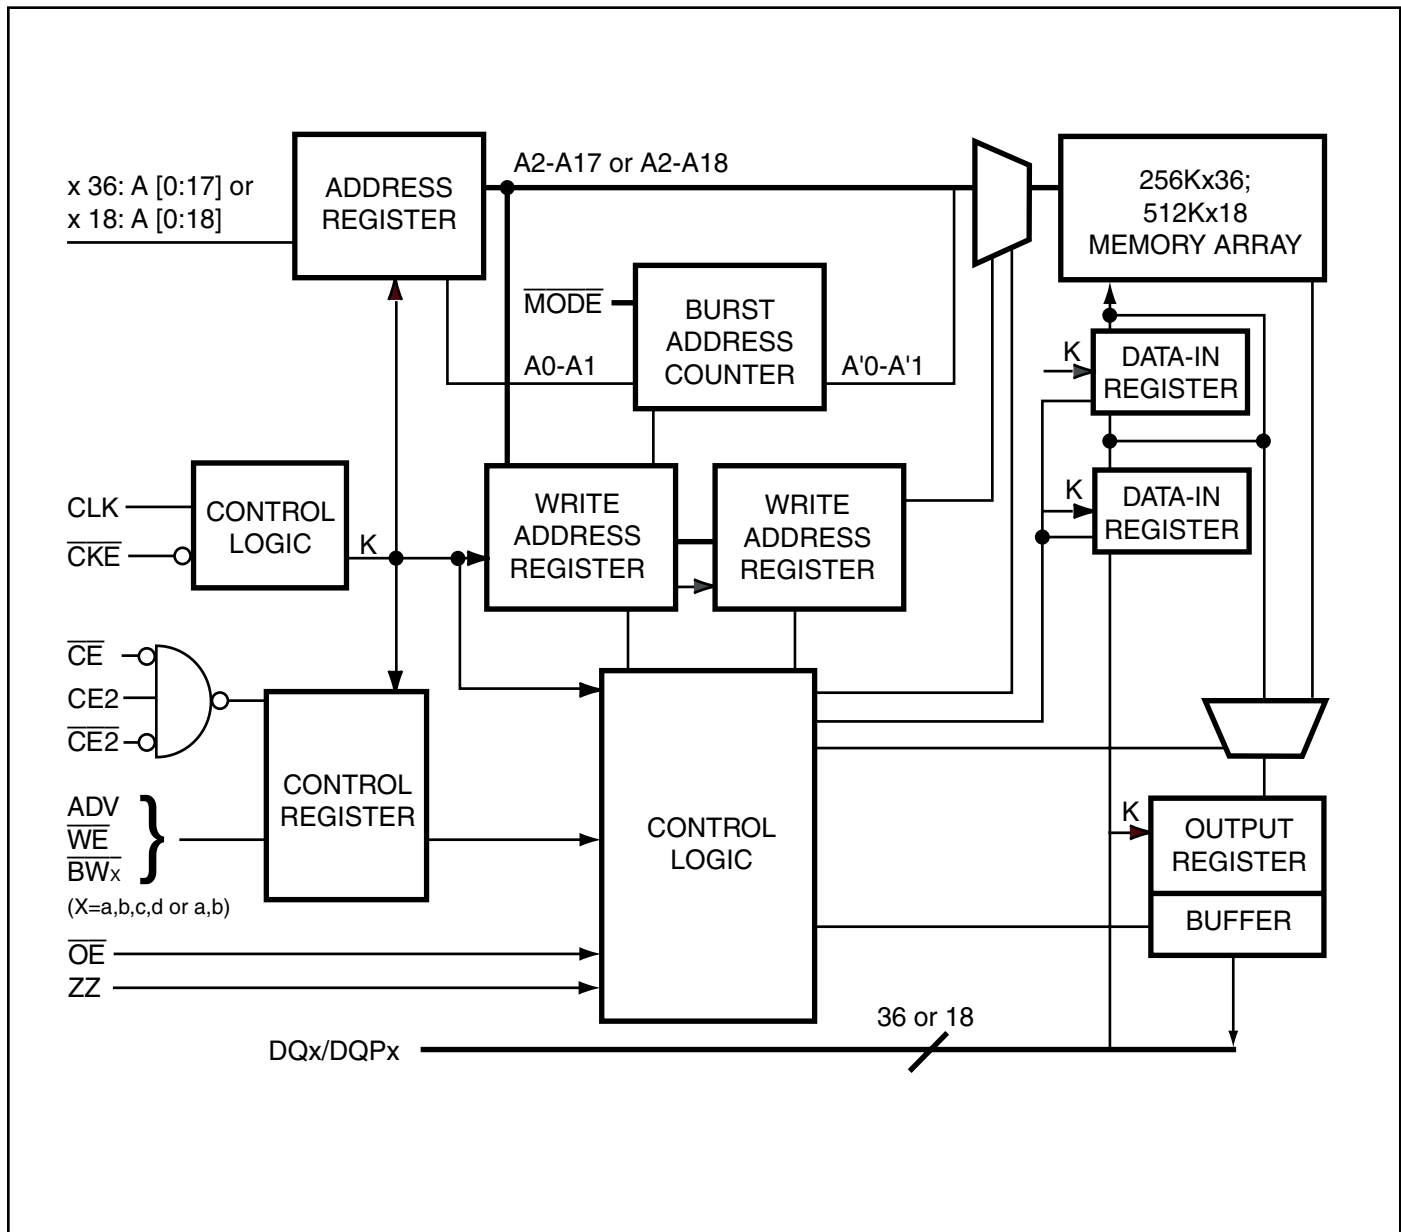 A2-A17 or A2-A18
x 36: A [0:17] or
x 18: A [0:18]
ADDRESS
REGISTER
256Kx36;
512Kx18
MEMORY ARRAY
MODE
BURST
ADDRESS
COUNTER
A0-A1
A'0-A'1
K
DATA-IN
REGISTER
K
DATA-IN
REGISTER
CLK
CKE
CONTROL
LOGIC
K
WRITE
ADDRESS
REGISTER
WRITE
ADDRESS
REGISTER
CE
CE2
CE2
CONTROL
REGISTER
ADV
WE
BWx
(X=a,b,c,d or a,b)
CONTROL
LOGIC
K
OUTPUT
REGISTER
BUFFER
OE
ZZ
36 or 18
DQx/DQPx